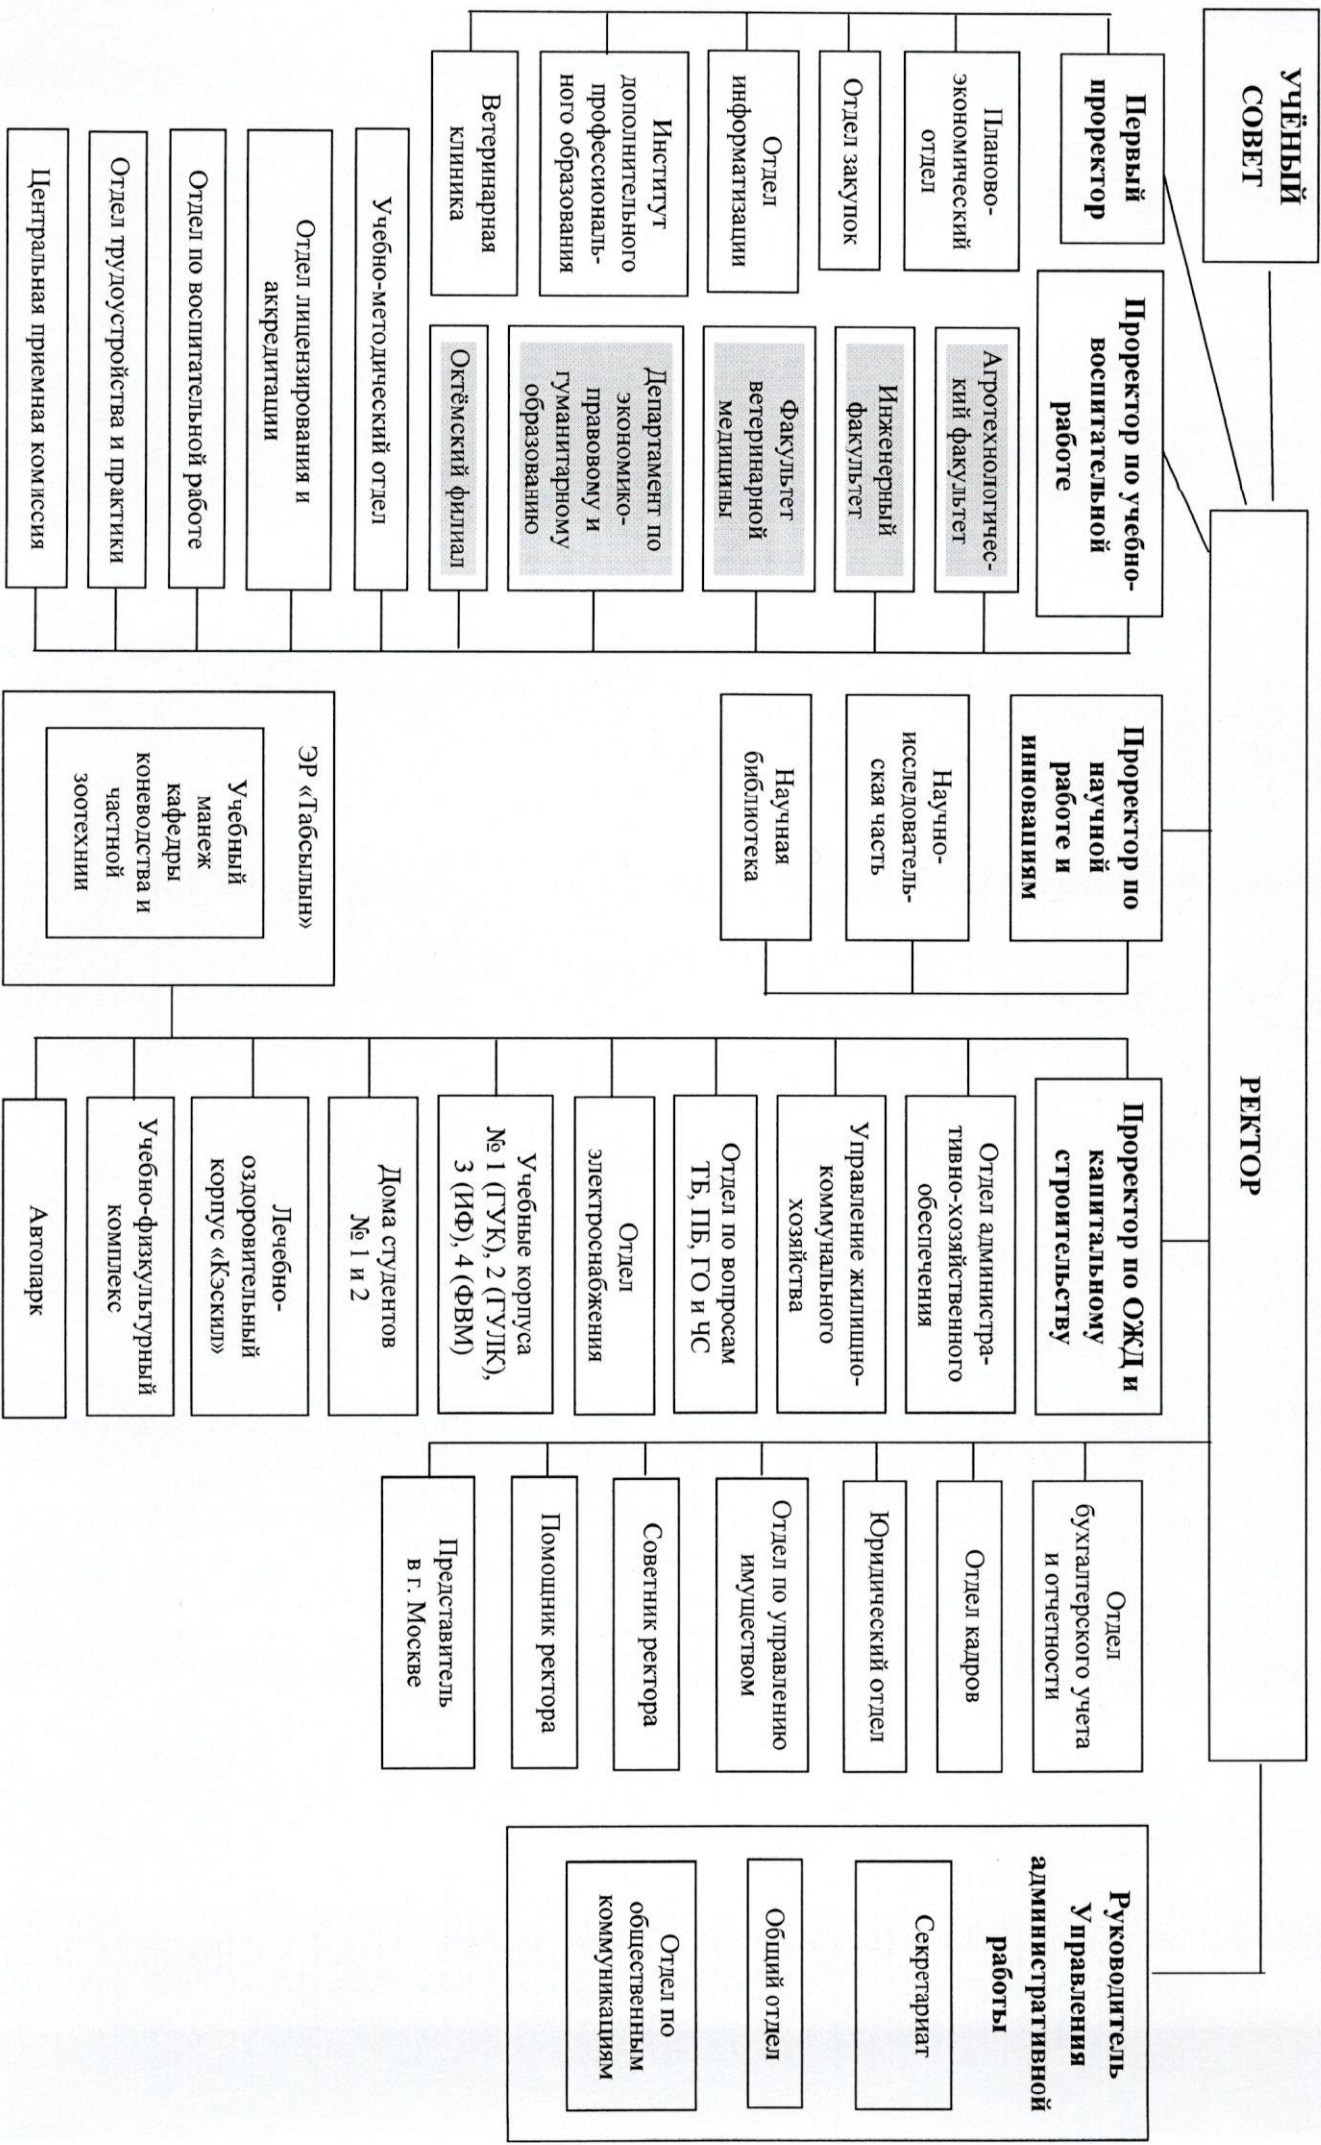 УЧЁНЫЙ
СОВЕТ
РЕКТОР
Первый
проректор
Планово-
экономический
отдел
Отдел закупок
Отдел
информатизации
Институт
дополнительного
профессиональ-
ного образования
Ветеринарная
клиника
Проректор по учебно-
воспитательной
работе
Агротехнологичес-
кий факультет
Инженерный
факультет
Факультет
ветеринарной
медицины
Департамент по
экономико-
правовому и
гуманитарному
образованию
Октёмский филиал
Учебно-методический отдел
Отдел лицензирования и
аккредитации
Отдел по воспитательной работе
Отдел трудоустройства и практики
Центральная приемная комиссия
Проректор по
научной
работе и
инновациям
Научно-
исследователь-
ская часть
Научная
библиотека
ЭР «Табсылын»
Учебный
манеж
кафедры
коневодства и
частной
зоотехнии
Проректор по ОЖД и
капитальному
строительству
Отдел администра-
тивно-хозяйственного
обеспечения
Управление жилищно-
коммунального
хозяйства
Отдел по вопросам
ТБ, ПБ, ГО и ЧС
Отдел
электроснабжения
Учебные корпуса
№ 1 (ГУК), 2 (ГУЛК),
3 (ИФ), 4 (ФВМ)
Дома студентов
№ 1 и 2
Лечебно-
оздоровительный
корпус «Кэскил»
Учебно-физкультурный
комплекс
Автопарк
Отдел
бухгалтерского учета
и отчетности
Отдел кадров
Юридический отдел
Отдел по управлению
имуществом
Советник ректора
Помощник ректора
Представитель
в г. Москве
Руководитель
Управления
административной
работы
Секретариат
Общий отдел
Отдел по
общественным
коммуникациям